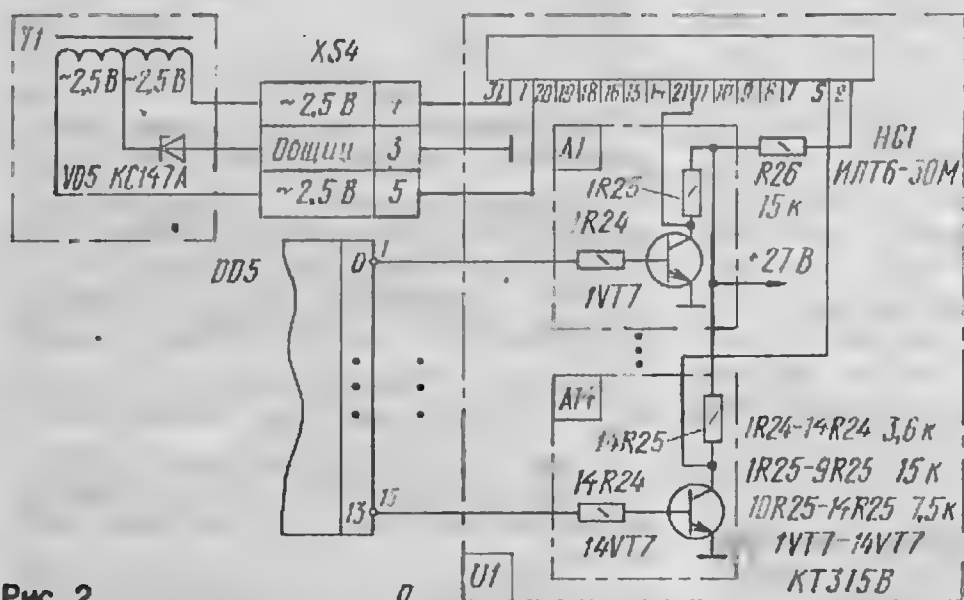 T1
~2,5 В ~2,5 В
VD5 КС147А
XS4
~2,5 В 1
Общий 3
~2,5 В 5
31 1 20 19 18 16 15 14 21 11 10 9 8 7 5 2
HG1
ИЛТ6-30М
A1
1R25
1R24
1VT7
R26
15 к
+27 В
DD5
0 1
13 15
A14
14R25
14R24
14VT7
1R24-14R24 3,6 к
1R25-9R25 15 к
10R25-14R25 7,5 к
1VT7-14VT7
КТ315В
U1
Рис. 2